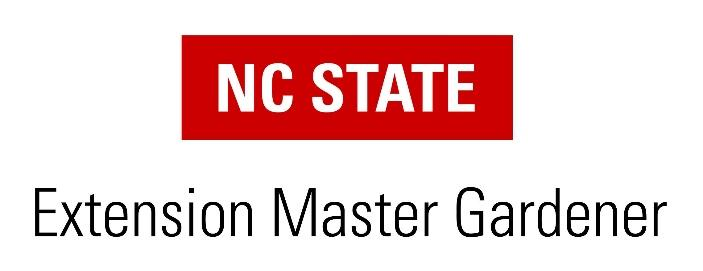 NC STATE
Extension Master Gardener